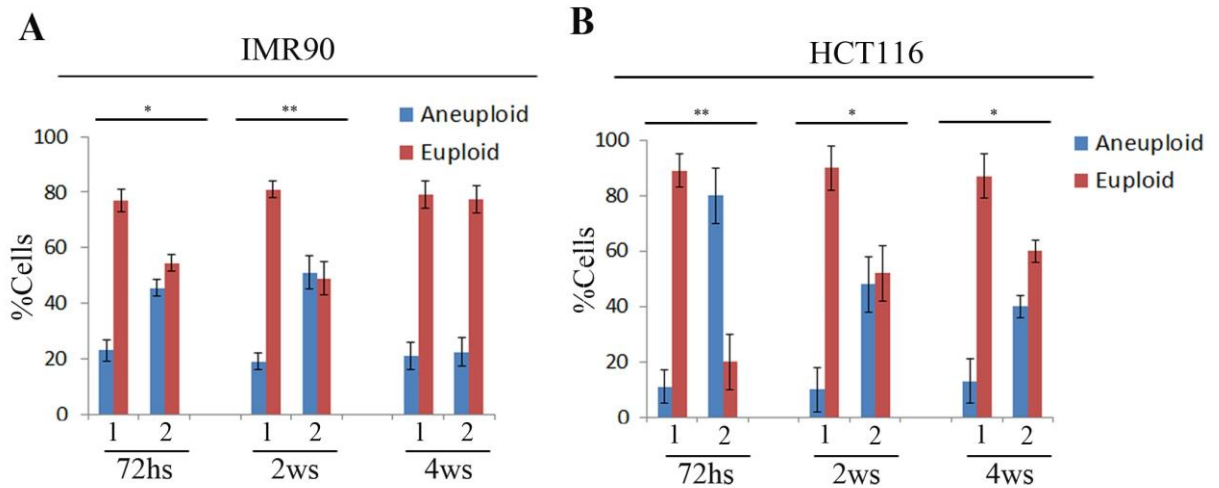 A
IMR90
* **
Aneuploid
Euploid
100
80
60
40
20
0
%Cells
1 2 1 2 1 2
72hs 2ws 4ws
B
HCT116
** * *
Aneuploid
Euploid
100
80
60
40
20
0
%Cells
1 2 1 2 1 2
72hs 2ws 4ws